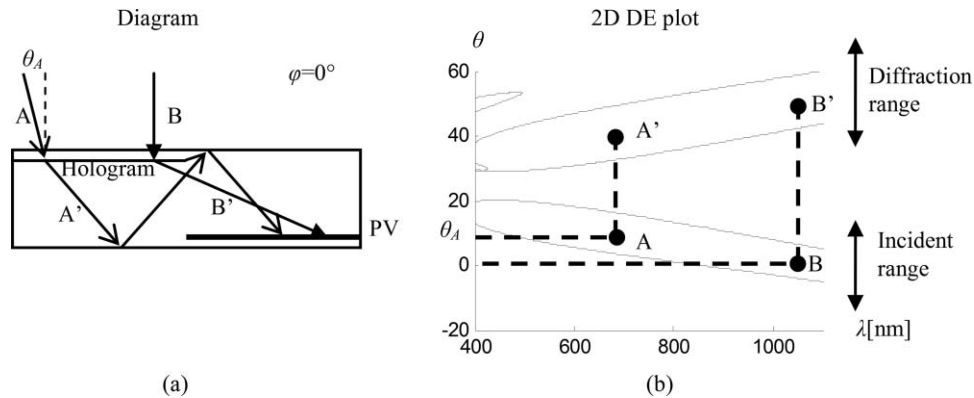 Diagram
θA
φ=0°
A
B
Hologram
A’
B’
PV
(a)
2D DE plot
θ
60
40
20
θA
0
-20
400
600
800
1000
λ[nm]
A’
B’
A
B
Diffraction
range
Incident
range
(b)